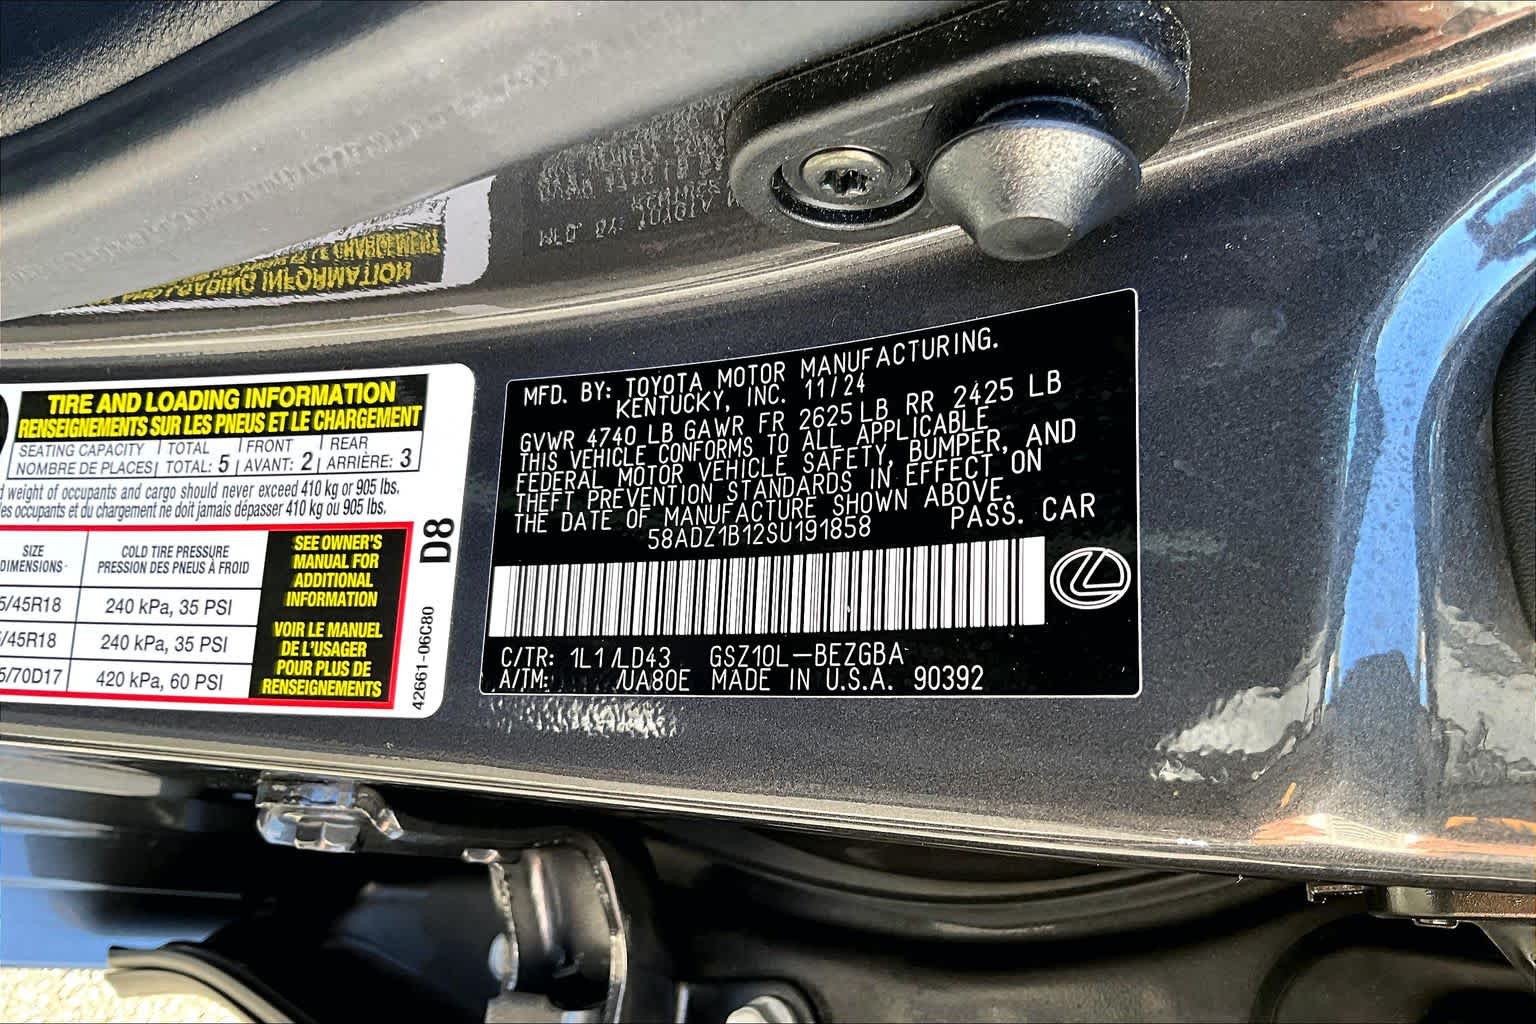 TIRE AND LOADING INFORMATION
RENSEIGNEMENTS SUR LES PNEUS ET LE CHARGEMENT
SEATING CAPACITY | TOTAL | FRONT | REAR
NOMBRE DE PLACES | TOTAL: 5 | AVANT: 2 | ARRIÈRE: 3
weight of occupants and cargo should never exceed 410 kg or 905 lbs.
es occupants et du chargement ne doit jamais dépasser 410 kg ou 905 lbs.
SIZE COLD TIRE PRESSURE
DIMENSIONS PRESSION DES PNEUS À FROID
5/45R18 240 kPa, 35 PSI
/45R18 240 kPa, 35 PSI
5/70D17 420 kPa, 60 PSI
SEE OWNER'S
MANUAL FOR
ADDITIONAL
INFORMATION
VOIR LE MANUEL
DE L'USAGER
POUR PLUS DE
RENSEIGNEMENTS
D8
42661-06C80
MFD. BY: TOYOTA MOTOR MANUFACTURING.
KENTUCKY, INC. 11/24
GVWR 4740 LB GAWR FR 2625 LB RR 2425 LB
THIS VEHICLE CONFORMS TO ALL APPLICABLE
FEDERAL MOTOR VEHICLE SAFETY, BUMPER, AND
THEFT PREVENTION STANDARDS IN EFFECT ON
THE DATE OF MANUFACTURE SHOWN ABOVE.
58ADZ1B12SU191858 PASS. CAR
C/TR: 1L1 /LD43 GSZ10L-BEZGBA
A/TM: /UA80E MADE IN U.S.A. 90392